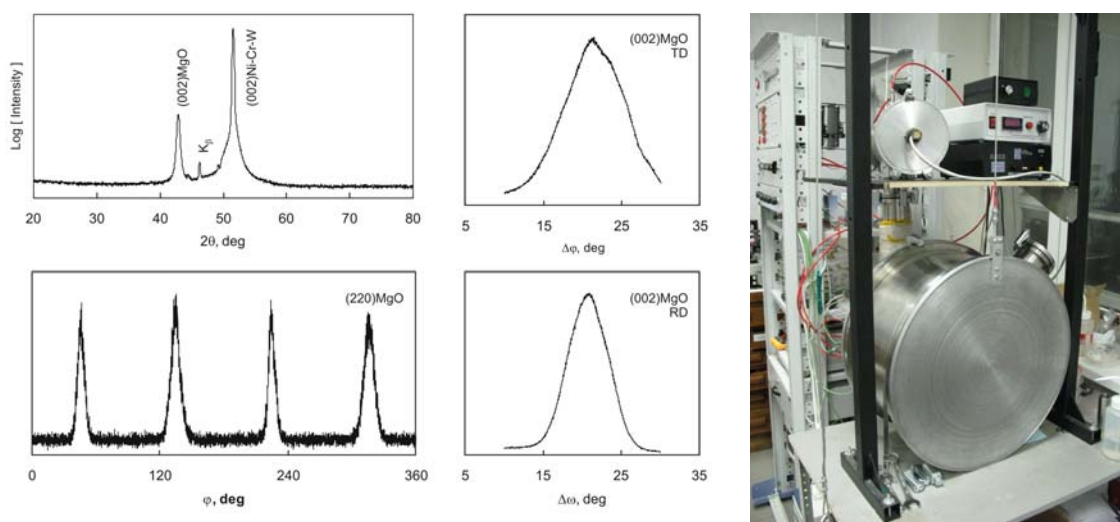 Log [ Intensity ]
(002)MgO
K β
(002)Ni-Cr-W
20 30 40 50 60 70 80
2θ, deg
(002)MgO
TD
5 15 25 35
Δφ, deg
(220)MgO
0 120 240 360
φ, deg
(002)MgO
RD
5 15 25 35
Δω, deg